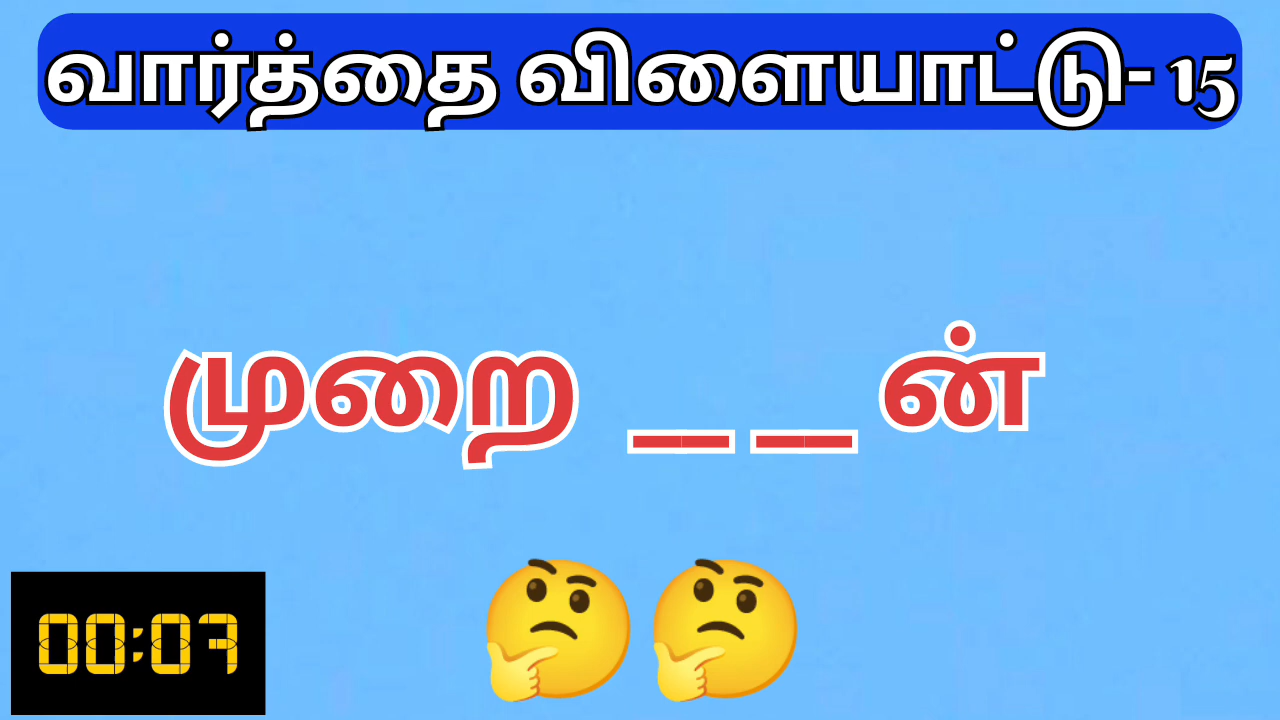 வார்த்தை விளையாட்டு- 15
முறை _ _ ன்
00:07